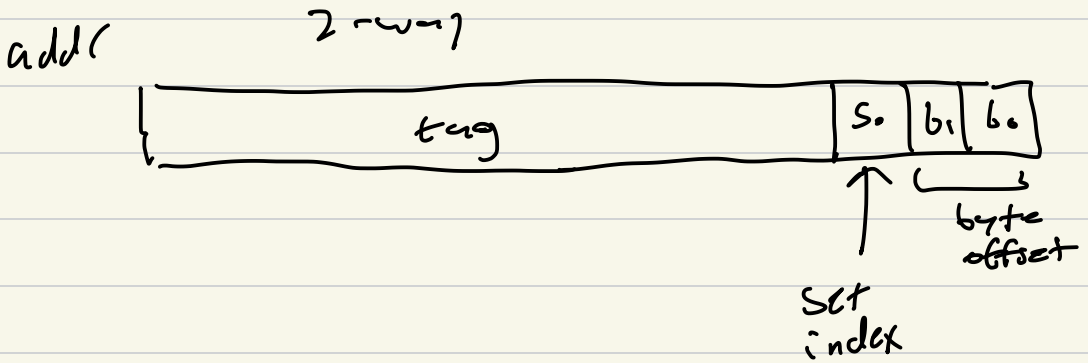 2-way
addr
tag s₀ b₁ b₀
byte
offset
set
index